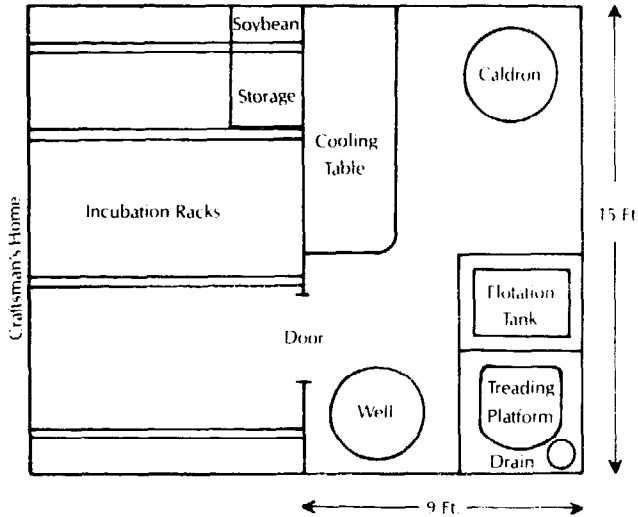 Soybean
Storage
Caldron
Cooling
Table
Craftsman's Home
Incubation Racks
15 Ft
Flotation
Tank
Door
Treading
Platform
Well
Drain
9 Ft.